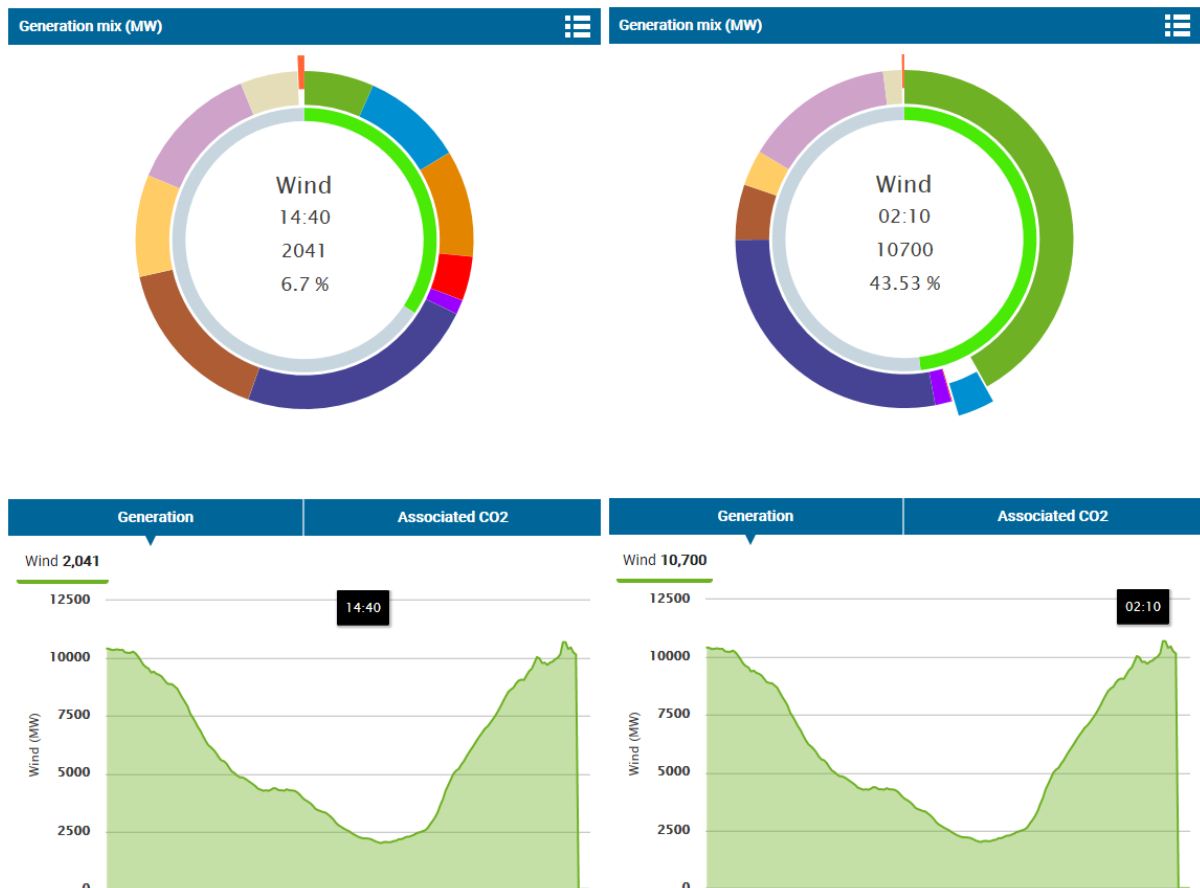 Generation mix (MW)
Wind
14:40
2041
6.7 %
Generation
Associated CO2
Wind 2,041
14:40
12500
10000
7500
5000
2500
0
Wind (MW)
Generation mix (MW)
Wind
02:10
10700
43.53 %
Generation
Associated CO2
Wind 10,700
02:10
12500
10000
7500
5000
2500
0
Wind (MW)